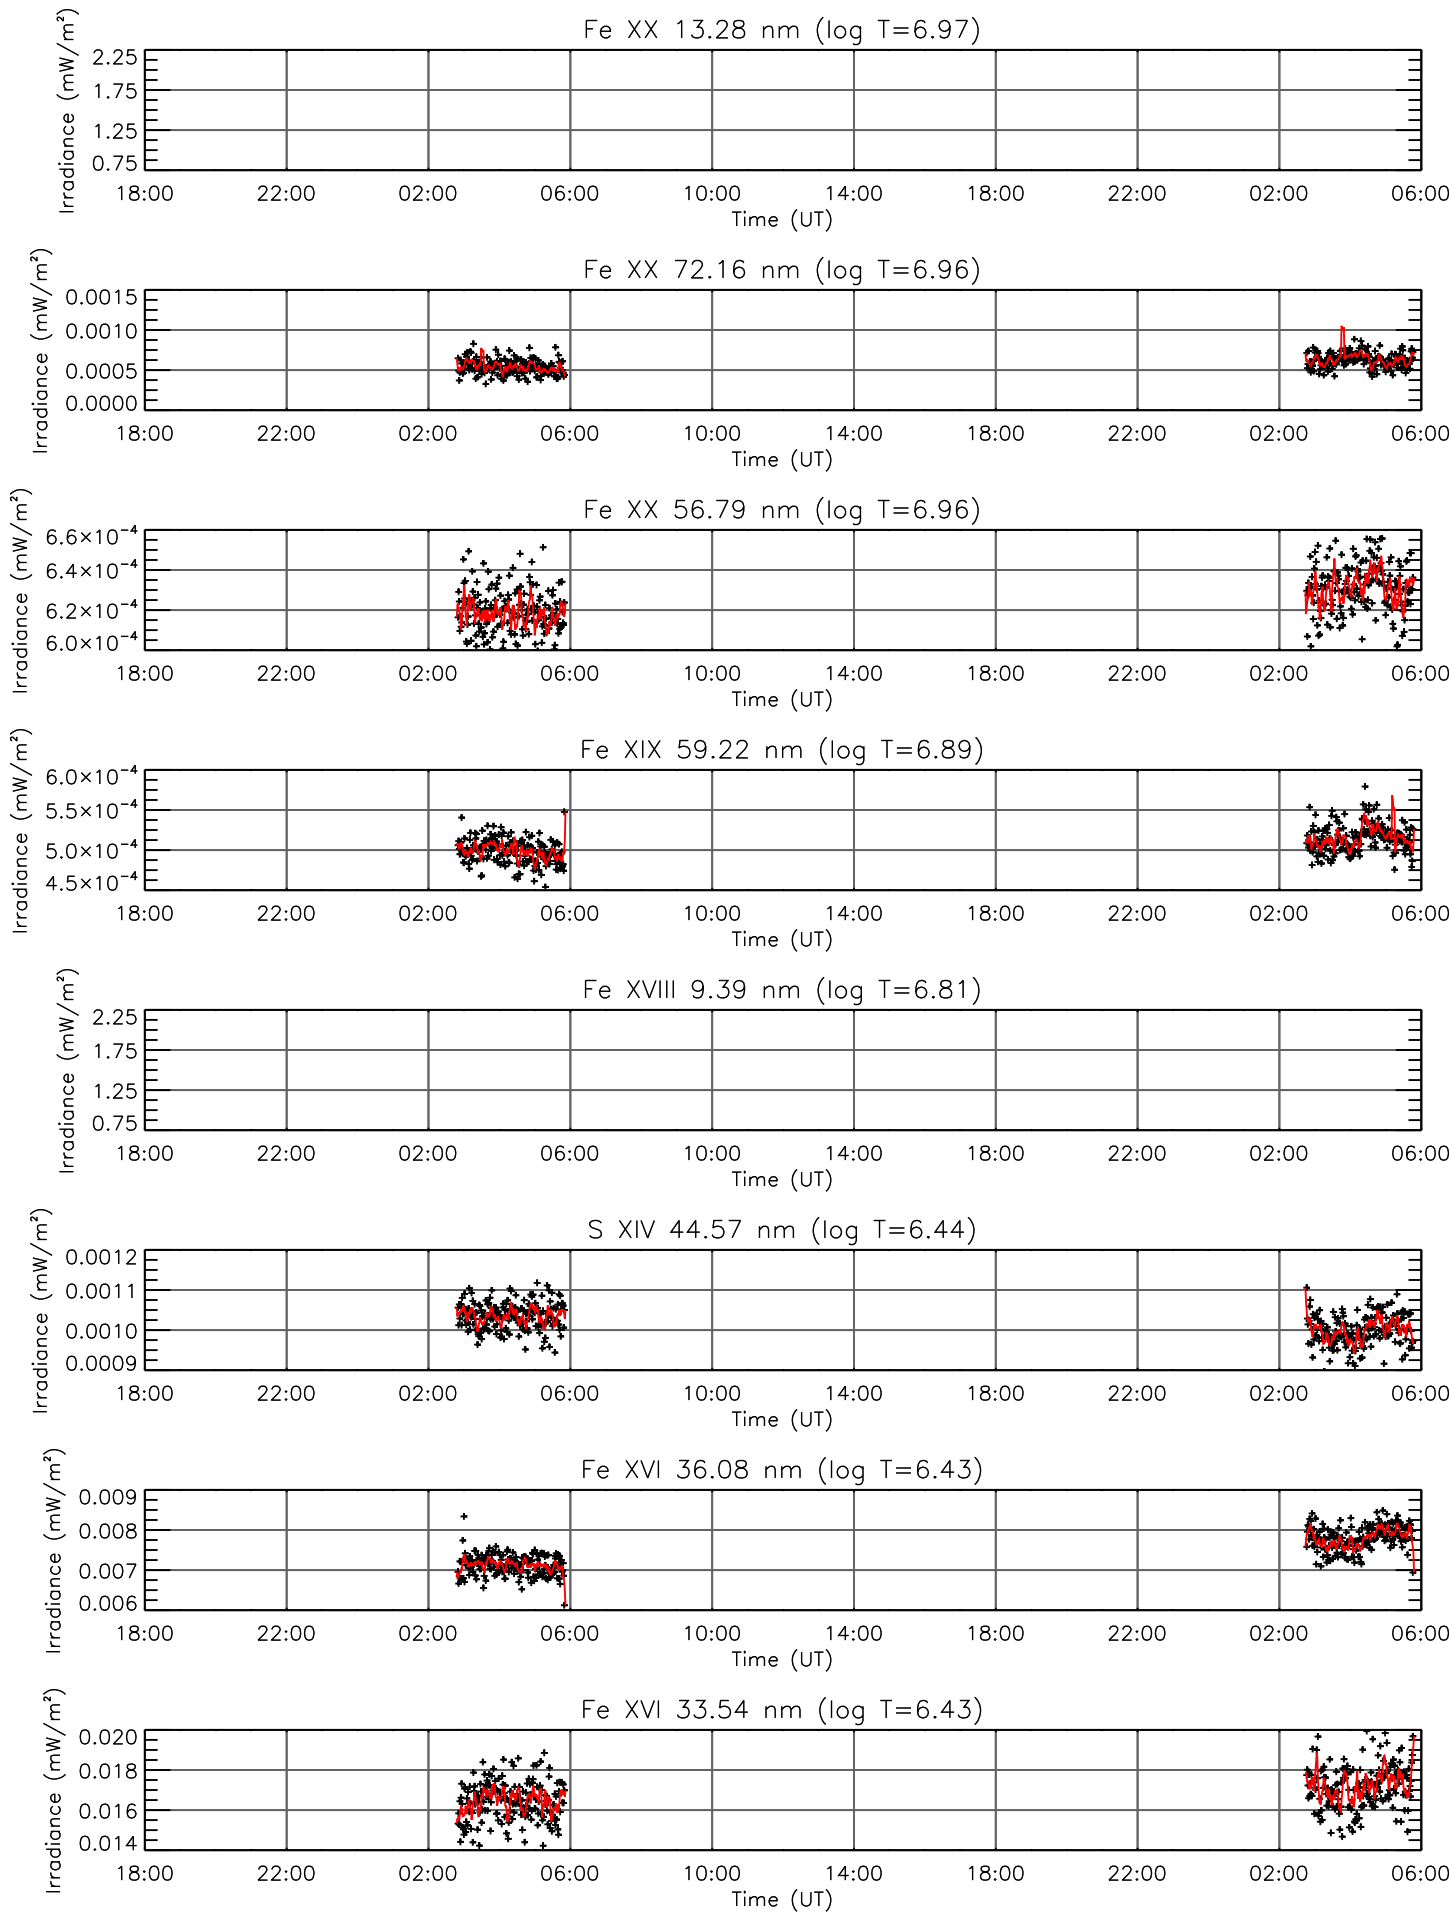 Fe XX 13.28 nm (log T=6.97)
Irradiance (mW/m²)
2.25
1.75
1.25
0.75
18:00 22:00 02:00 06:00 10:00 14:00 18:00 22:00 02:00 06:00
Time (UT)
Fe XX 72.16 nm (log T=6.96)
Irradiance (mW/m²)
0.0015
0.0010
0.0005
0.0000
18:00 22:00 02:00 06:00 10:00 14:00 18:00 22:00 02:00 06:00
Time (UT)
Fe XX 56.79 nm (log T=6.96)
Irradiance (mW/m²)
6.6×10⁻⁴
6.4×10⁻⁴
6.2×10⁻⁴
6.0×10⁻⁴
18:00 22:00 02:00 06:00 10:00 14:00 18:00 22:00 02:00 06:00
Time (UT)
Fe XIX 59.22 nm (log T=6.89)
Irradiance (mW/m²)
6.0×10⁻⁴
5.5×10⁻⁴
5.0×10⁻⁴
4.5×10⁻⁴
18:00 22:00 02:00 06:00 10:00 14:00 18:00 22:00 02:00 06:00
Time (UT)
Fe XVIII 9.39 nm (log T=6.81)
Irradiance (mW/m²)
2.25
1.75
1.25
0.75
18:00 22:00 02:00 06:00 10:00 14:00 18:00 22:00 02:00 06:00
Time (UT)
S XIV 44.57 nm (log T=6.44)
Irradiance (mW/m²)
0.0012
0.0011
0.0010
0.0009
18:00 22:00 02:00 06:00 10:00 14:00 18:00 22:00 02:00 06:00
Time (UT)
Fe XVI 36.08 nm (log T=6.43)
Irradiance (mW/m²)
0.009
0.008
0.007
0.006
18:00 22:00 02:00 06:00 10:00 14:00 18:00 22:00 02:00 06:00
Time (UT)
Fe XVI 33.54 nm (log T=6.43)
Irradiance (mW/m²)
0.020
0.018
0.016
0.014
18:00 22:00 02:00 06:00 10:00 14:00 18:00 22:00 02:00 06:00
Time (UT)